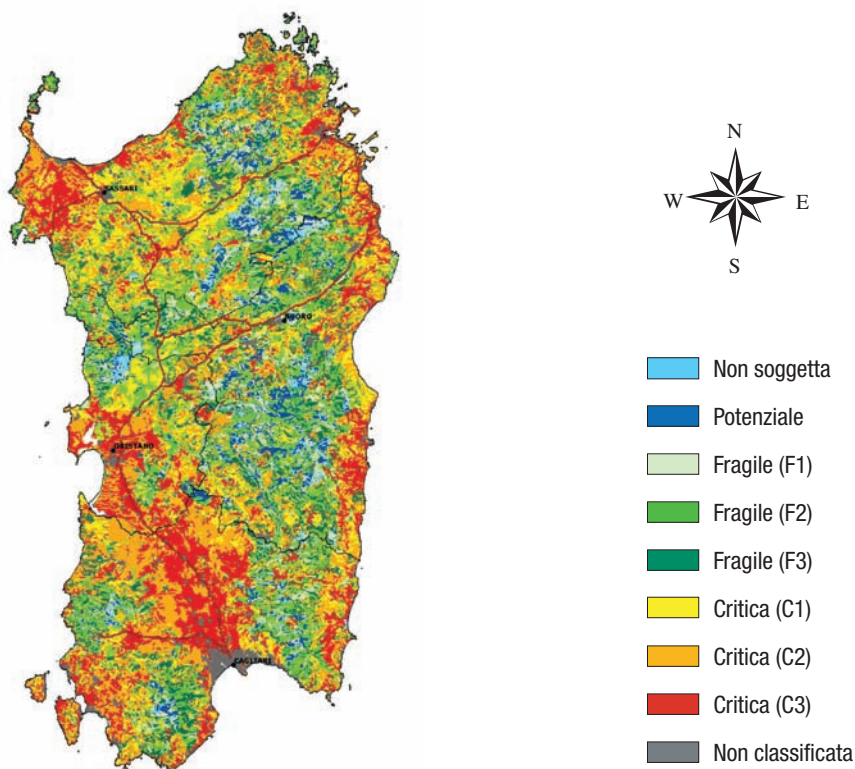 SASSARI
NUORO
ORISTANO
CAGLIARI
N
W E
S
Non soggetta
Potenziale
Fragile (F1)
Fragile (F2)
Fragile (F3)
Critica (C1)
Critica (C2)
Critica (C3)
Non classificata